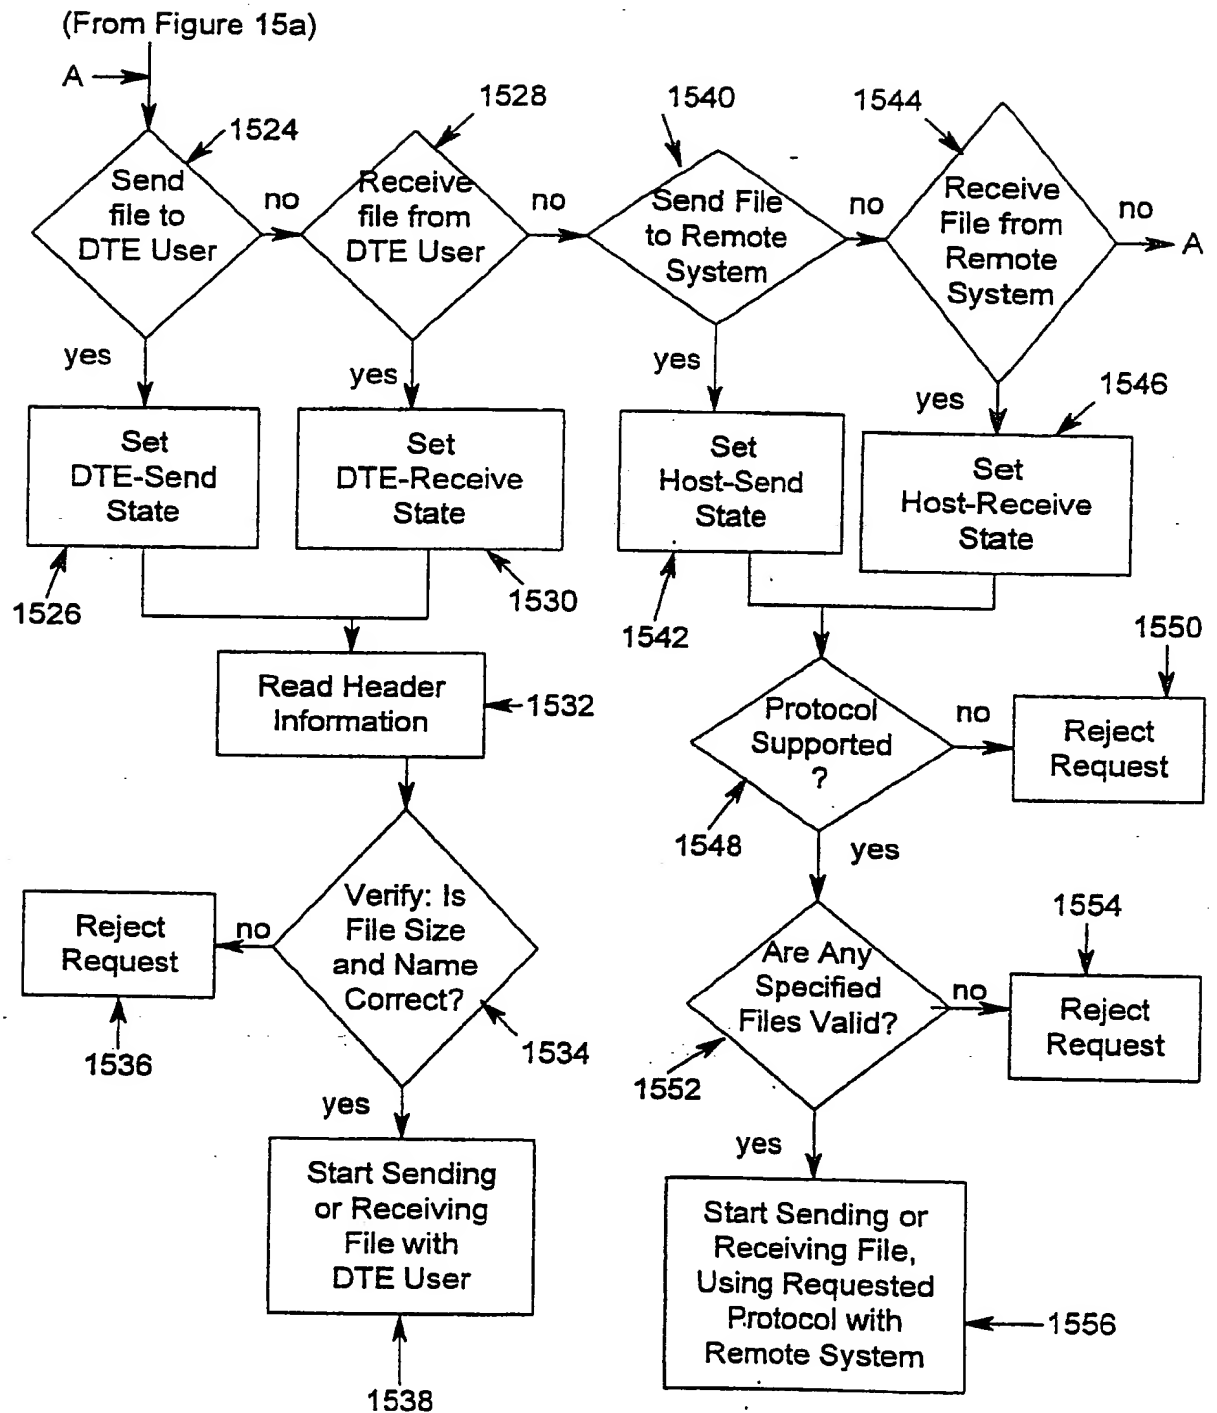 (From Figure 15a)
A
1524
1528
1540
1544
Send
file to
DTE User
no
Receive
file from
DTE User
no
Send File
to Remote
System
no
Receive
File from
Remote
System
no
A
yes
yes
yes
yes
1546
Set
DTE-Send
State
Set
DTE-Receive
State
Set
Host-Send
State
Set
Host-Receive
State
1526
1530
1542
1550
Read Header
Information
1532
Protocol
Supported
?
no
Reject
Request
1548
yes
Verify: Is
File Size
and Name
Correct?
no
Reject
Request
1536
1534
1554
Are Any
Specified
Files Valid?
no
Reject
Request
1552
yes
yes
Start Sending
or Receiving
File with
DTE User
1538
Start Sending or
Receiving File,
Using Requested
Protocol with
Remote System
1556